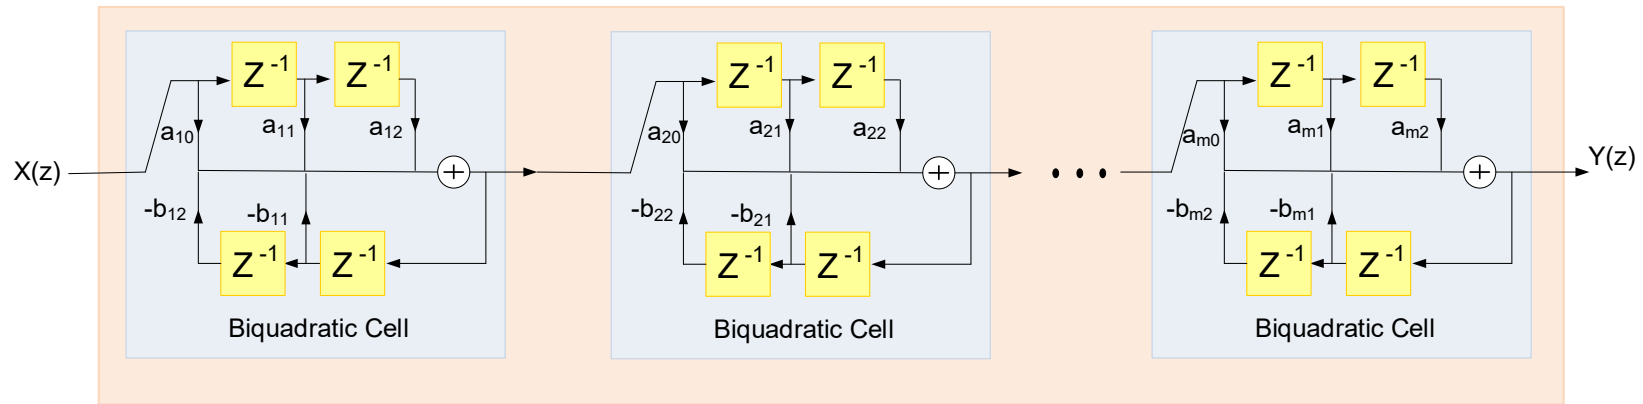 Z⁻¹ Z⁻¹ Z⁻¹ Z⁻¹ Z⁻¹ Z⁻¹
a₁₀ a₁₁ a₁₂ a₂₀ a₂₁ a₂₂ aₘ₀ aₘ₁ aₘ₂
X(z) + + + Y(z)
-b₁₂ -b₁₁ -b₂₂ -b₂₁ -bₘ₂ -bₘ₁
Z⁻¹ Z⁻¹ Z⁻¹ Z⁻¹ Z⁻¹ Z⁻¹
Biquadratic Cell Biquadratic Cell Biquadratic Cell